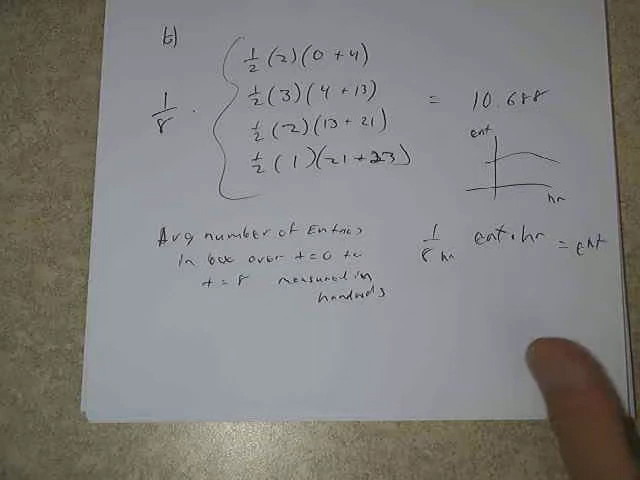 b)
1/8 · { 1/2 (2)(0 + 4)
1/2 (3)(4 + 13)
1/2 (2)(13 + 21)
1/2 (1)(21 + 23)
= 10.688
ent
hr
Avg number of Entries
In box over t=0 to
t=8 measured in
hundreds
1/8 hr ent·hr = ent